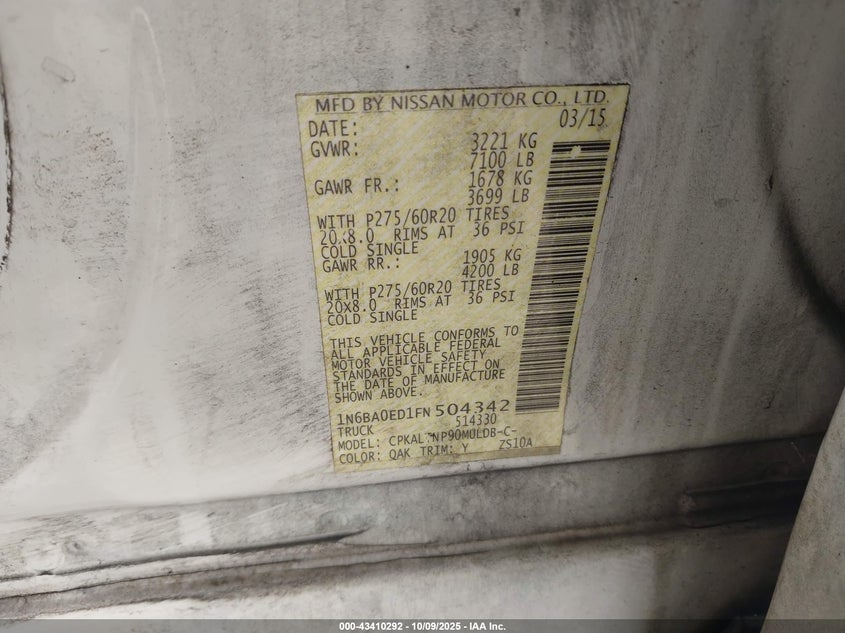 MFD BY NISSAN MOTOR CO., LTD.
DATE: 03/15
GVWR: 3221 KG
7100 LB
GAWR FR.: 1678 KG
3699 LB
WITH P275/60R20 TIRES
20X8.0 RIMS AT 36 PSI
COLD SINGLE
GAWR RR.: 1905 KG
4200 LB
WITH P275/60R20 TIRES
20X8.0 RIMS AT 36 PSI
COLD SINGLE
THIS VEHICLE CONFORMS TO
ALL APPLICABLE FEDERAL
MOTOR VEHICLE SAFETY
STANDARDS IN EFFECT ON
THE DATE OF MANUFACTURE
SHOWN ABOVE.
1N6BA0ED1FN504342
TRUCK 514330
MODEL: CPKALTNP90MULDB-C-
COLOR: QAK TRIM: Y ZS10A
000-43410292 - 10/09/2025 - IAA Inc.